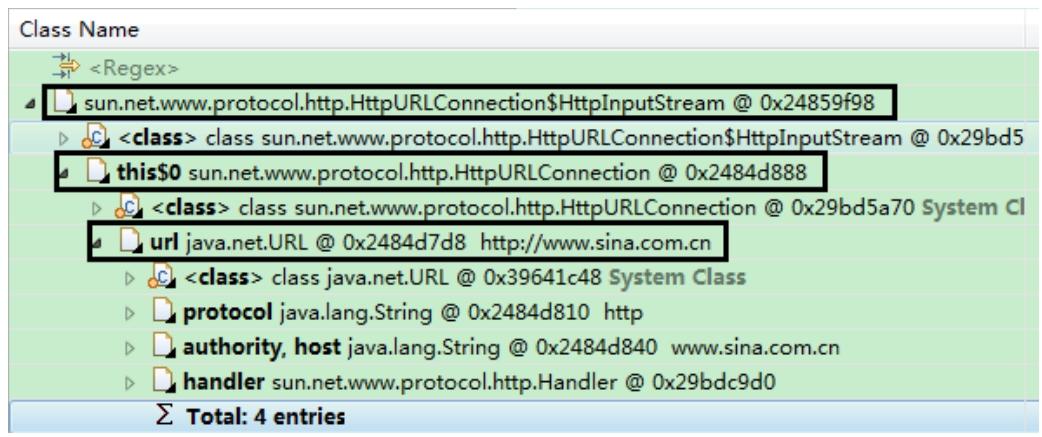 Class Name
<Regex>
sun.net.www.protocol.http.HttpURLConnection$HttpInputStream @ 0x24859f98
<class> class sun.net.www.protocol.http.HttpURLConnection$HttpInputStream @ 0x29bd5
this$0 sun.net.www.protocol.http.HttpURLConnection @ 0x2484d888
<class> class sun.net.www.protocol.http.HttpURLConnection @ 0x29bd5a70 System Cl
url java.net.URL @ 0x2484d7d8 http://www.sina.com.cn
<class> class java.net.URL @ 0x39641c48 System Class
protocol java.lang.String @ 0x2484d810 http
authority, host java.lang.String @ 0x2484d840 www.sina.com.cn
handler sun.net.www.protocol.http.Handler @ 0x29bdc9d0
Σ Total: 4 entries